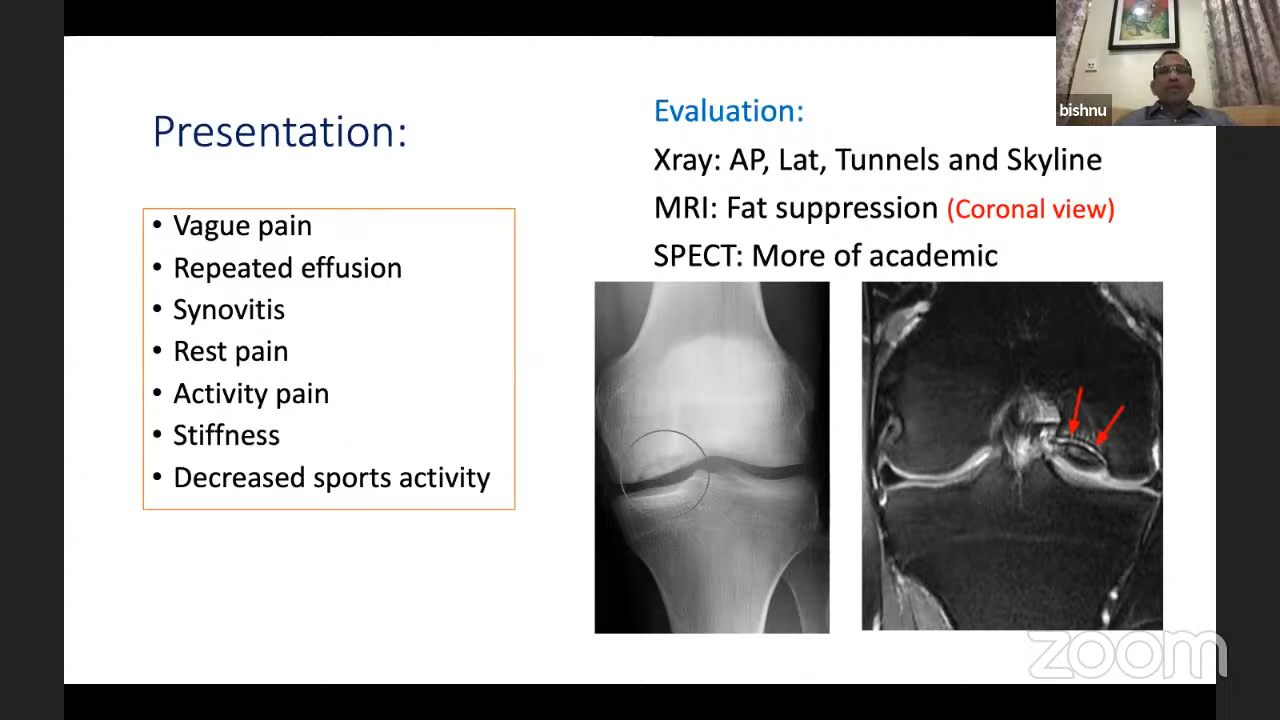 Presentation:
• Vague pain
• Repeated effusion
• Synovitis
• Rest pain
• Activity pain
• Stiffness
• Decreased sports activity
Evaluation:
Xray: AP, Lat, Tunnels and Skyline
MRI: Fat suppression (Coronal view)
SPECT: More of academic
bishnu
zoom